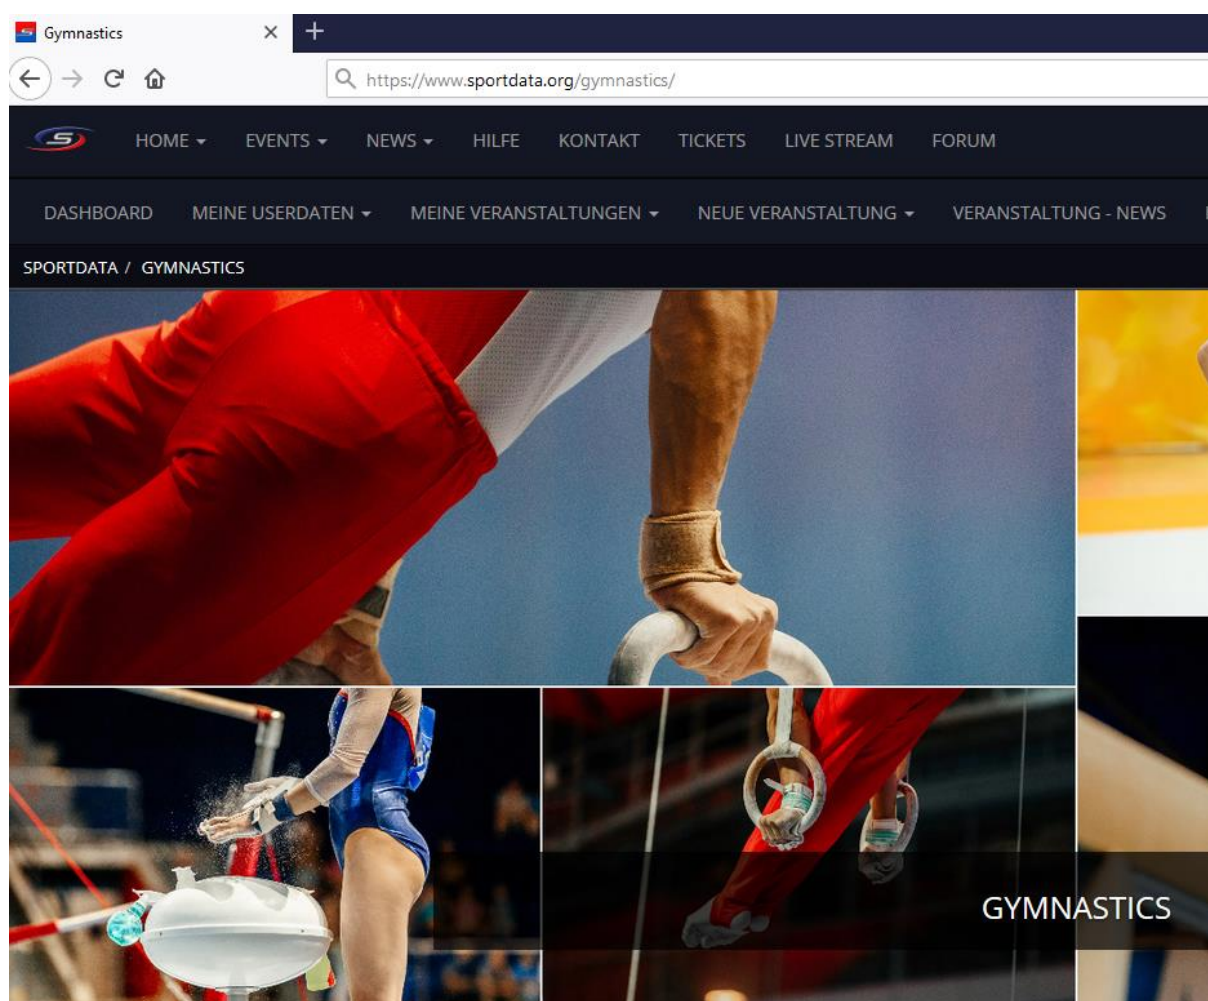 Gymnastics
https://www.sportdata.org/gymnastics/
HOME EVENTS NEWS HILFE KONTAKT TICKETS LIVE STREAM FORUM
DASHBOARD MEINE USERDATEN MEINE VERANSTALTUNGEN NEUE VERANSTALTUNG VERANSTALTUNG - NEWS
SPORTDATA / GYMNASTICS
GYMNASTICS